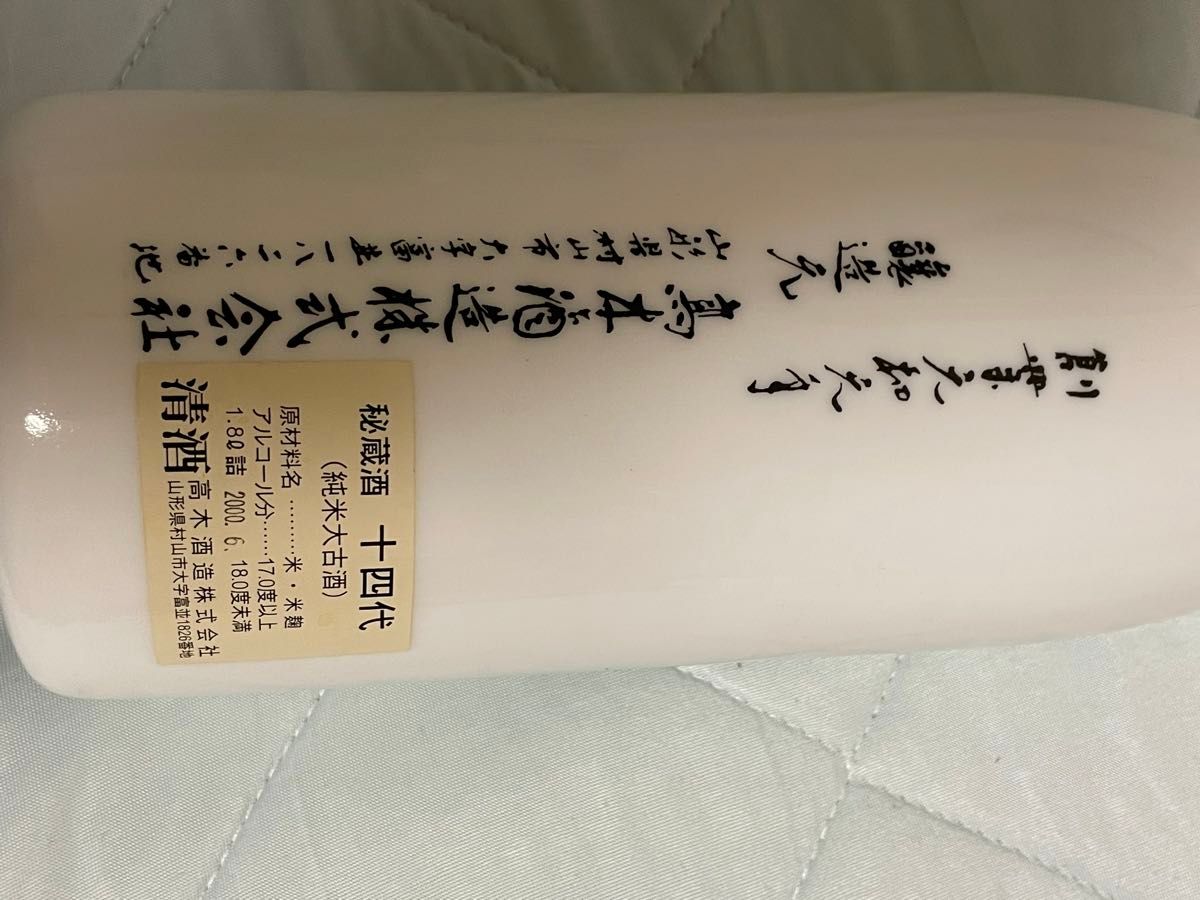 創業元和元年
醸造元
山形県村山市大字富並一八二六番地
高木酒造株式会社
秘蔵酒 十四代
(純米大古酒)
原材料名………米・米麹
アルコール分……17.0度以上
18.0度未満
1.8ℓ詰 2000. 6.
清酒
高木酒造株式会社
山形県村山市大字富並1826番地